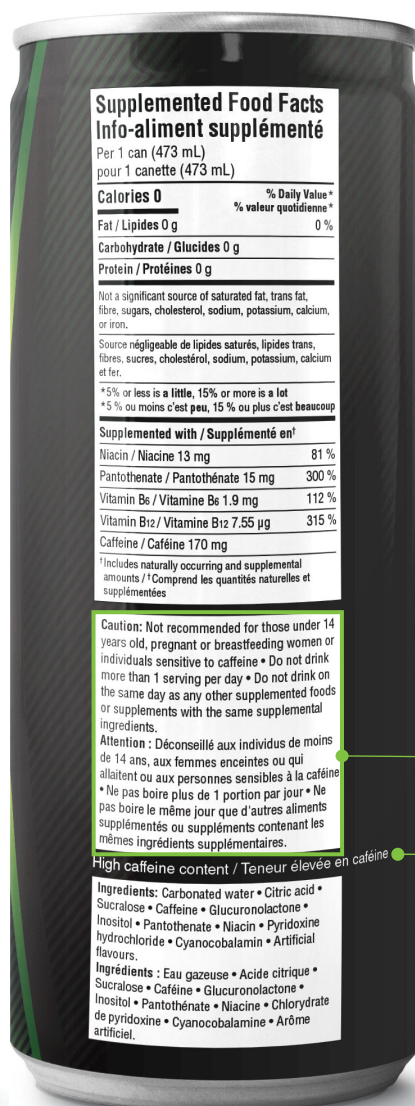 Supplemented Food Facts
Info-aliment supplémenté
Per 1 can (473 mL)
pour 1 canette (473 mL)
Calories 0 % Daily Value*
% valeur quotidienne*
Fat / Lipides 0 g 0 %
Carbohydrate / Glucides 0 g
Protein / Protéines 0 g
Not a significant source of saturated fat, trans fat,
fibre, sugars, cholesterol, sodium, potassium, calcium,
or iron.
Source négligeable de lipides saturés, lipides trans,
fibres, sucres, cholestérol, sodium, potassium, calcium
et fer.
*5% or less is a little, 15% or more is a lot
*5 % ou moins c'est peu, 15 % ou plus c'est beaucoup
Supplemented with / Supplémenté en†
Niacin / Niacine 13 mg 81 %
Pantothenate / Pantothénate 15 mg 300 %
Vitamin B6 / Vitamine B6 1.9 mg 112 %
Vitamin B12 / Vitamine B12 7.55 µg 315 %
Caffeine / Caféine 170 mg
†Includes naturally occurring and supplemental
amounts / †Comprend les quantités naturelles et
supplémentées
Caution: Not recommended for those under 14
years old, pregnant or breastfeeding women or
individuals sensitive to caffeine • Do not drink
more than 1 serving per day • Do not drink on
the same day as any other supplemented foods
or supplements with the same supplemental
ingredients.
Attention : Déconseillé aux individus de moins
de 14 ans, aux femmes enceintes ou qui
allaitent ou aux personnes sensibles à la caféine
• Ne pas boire plus de 1 portion par jour • Ne
pas boire le même jour que d'autres aliments
supplémentés ou suppléments contenant les
mêmes ingrédients supplémentaires.
High caffeine content / Teneur élevée en caféine
Ingredients: Carbonated water • Citric acid •
Sucralose • Caffeine • Glucuronolactone •
Inositol • Pantothenate • Niacin • Pyridoxine
hydrochloride • Cyanocobalamin • Artificial
flavours.
Ingrédients : Eau gazeuse • Acide citrique •
Sucralose • Caféine • Glucuronolactone •
Inositol • Pantothénate • Niacine • Chlorydrate
de pyridoxine • Cyanocobalamine • Arôme
artificiel.